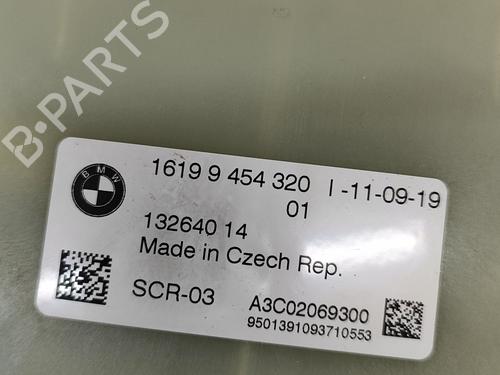 B-PARTS
BMW
1619 9 454 320 I -11-09-19
01
132640 14
Made in Czech Rep.
SCR-03 A3C02069300
9501391093710553